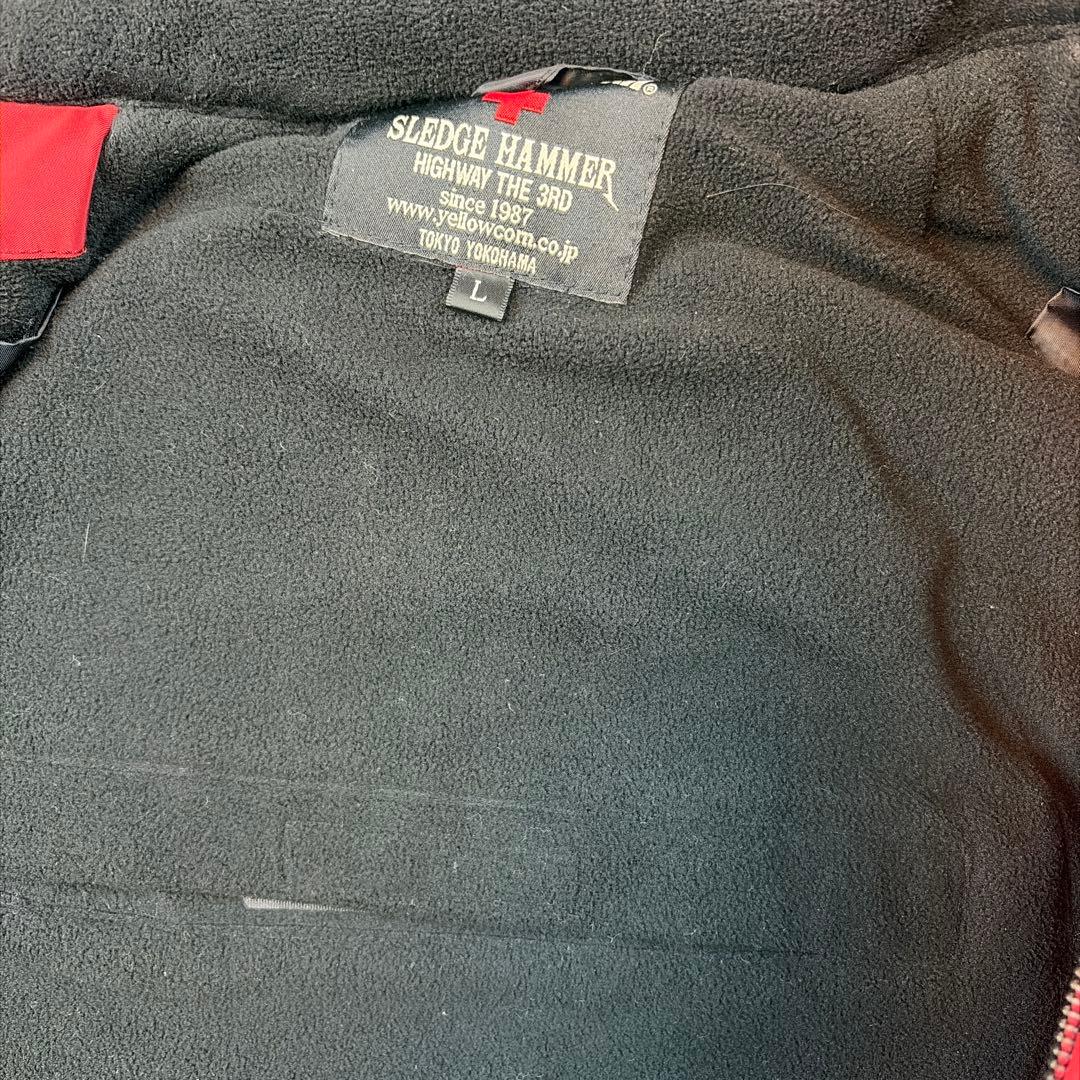 ®
SLEDGE HAMMER
HIGHWAY THE 3RD
since 1987
www.yellowcorn.co.jp
TOKYO YOKOHAMA
L